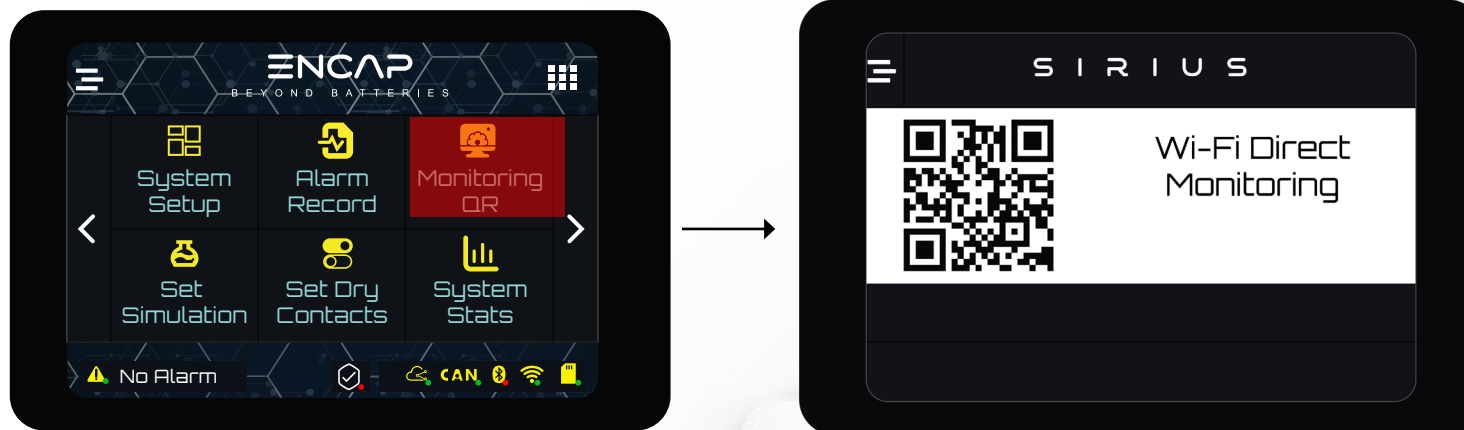 ENCAP
BEYOND BATTERIES
System
Setup
Alarm
Record
Monitoring
QR
Set
Simulation
Set Dry
Contacts
System
Stats
No Alarm
CAN
SIRIUS
Wi-Fi Direct
Monitoring